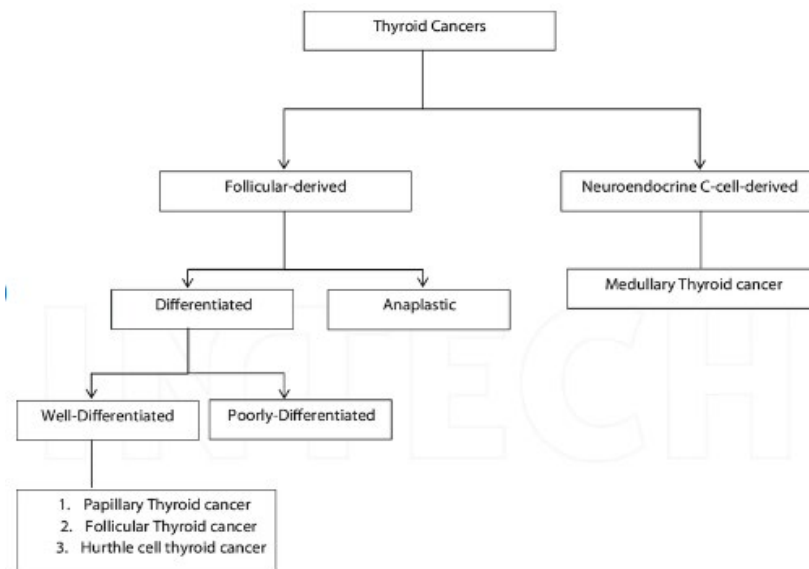 Thyroid Cancers
Follicular-derived
Neuroendocrine C-cell-derived
Differentiated
Anaplastic
Medullary Thyroid cancer
INTECH
Well-Differentiated
Poorly-Differentiated
1. Papillary Thyroid cancer
2. Follicular Thyroid cancer
3. Hurthle cell thyroid cancer